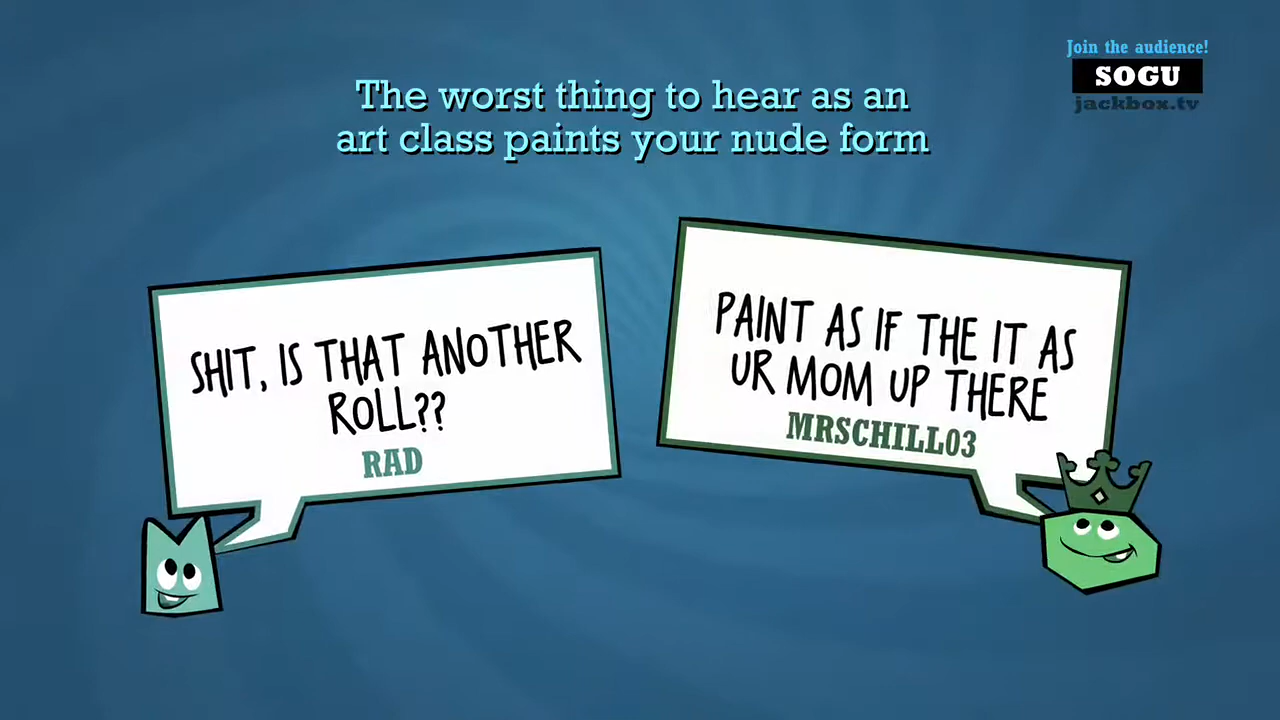 Join the audience!
SOGU
jackbox.tv
The worst thing to hear as an
art class paints your nude form
SHIT, IS THAT ANOTHER
ROLL??
RAD
PAINT AS IF THE IT AS
UR MOM UP THERE
MRSCHILL03